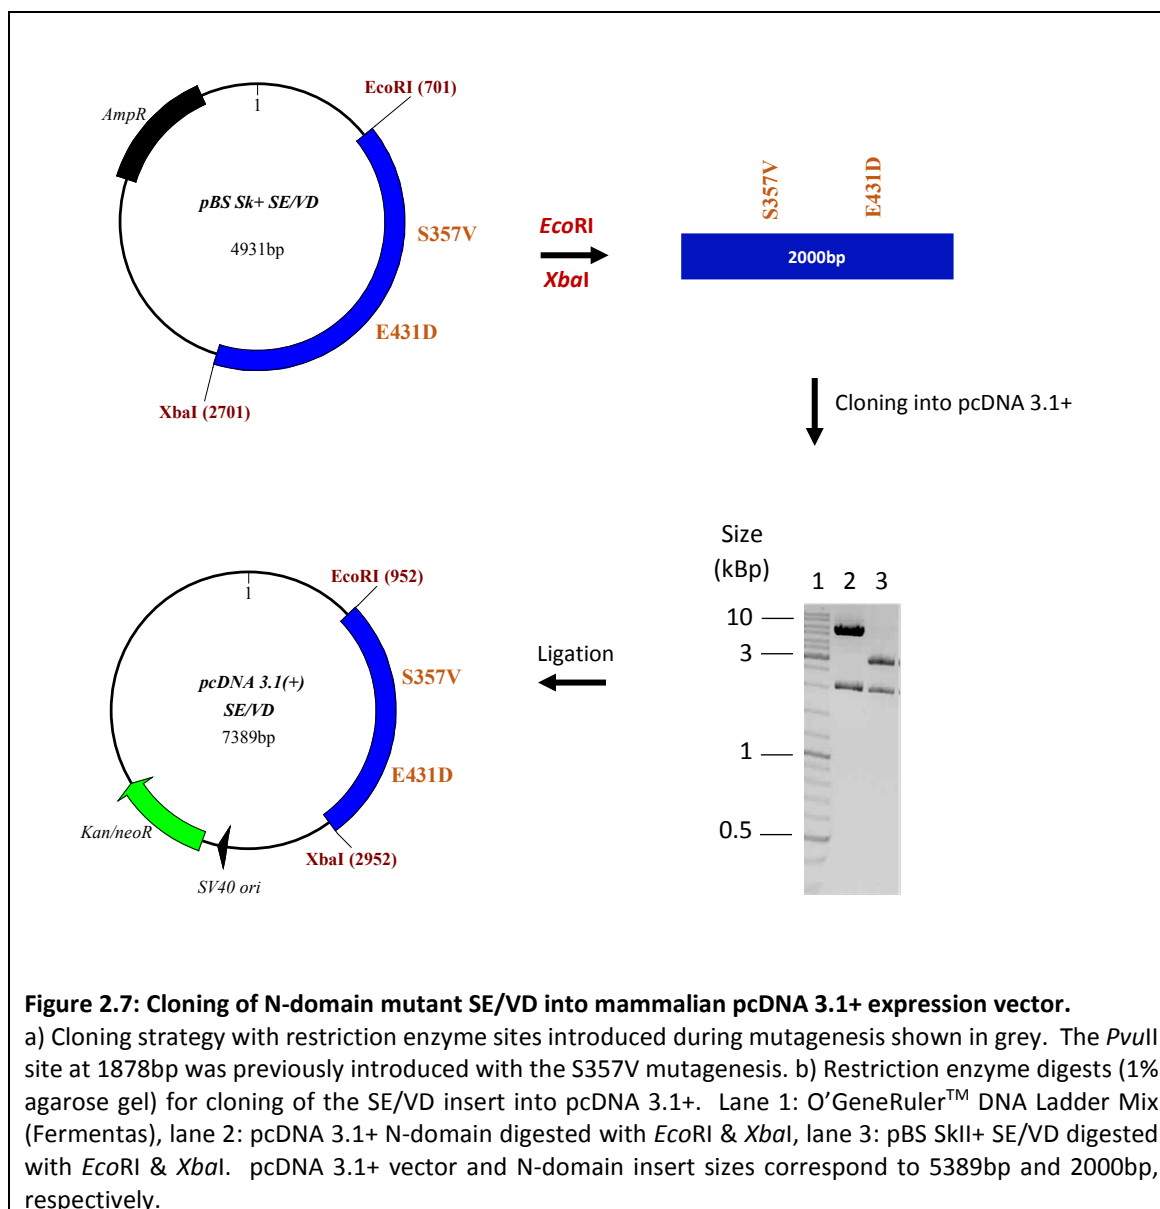 EcoRI (701)
1
AmpR
pBS Sk+ SE/VD
4931bp
S357V
E431D
XbaI (2701)
EcoRI
XbaI
S357V
E431D
2000bp
Cloning into pcDNA 3.1+
Size
(kBp)
1 2 3
10
3
1
0.5
Ligation
EcoRI (952)
1
pcDNA 3.1(+)
SE/VD
7389bp
S357V
E431D
Kan/neoR
SV40 ori
XbaI (2952)
Figure 2.7: Cloning of N-domain mutant SE/VD into mammalian pcDNA 3.1+ expression vector.
a) Cloning strategy with restriction enzyme sites introduced during mutagenesis shown in grey. The PvuII
site at 1878bp was previously introduced with the S357V mutagenesis. b) Restriction enzyme digests (1%
agarose gel) for cloning of the SE/VD insert into pcDNA 3.1+. Lane 1: O’GeneRuler™ DNA Ladder Mix
(Fermentas), lane 2: pcDNA 3.1+ N-domain digested with EcoRI & XbaI, lane 3: pBS SkII+ SE/VD digested
with EcoRI & XbaI. pcDNA 3.1+ vector and N-domain insert sizes correspond to 5389bp and 2000bp,
respectively.